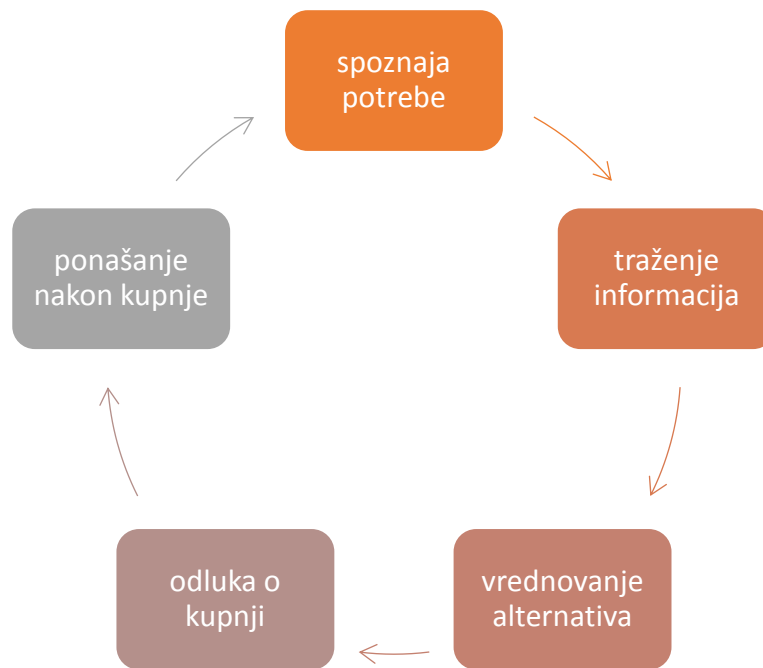 spoznaja
potrebe
traženje
informacija
vrednovanje
alternativa
odluka o
kupnji
ponašanje
nakon kupnje